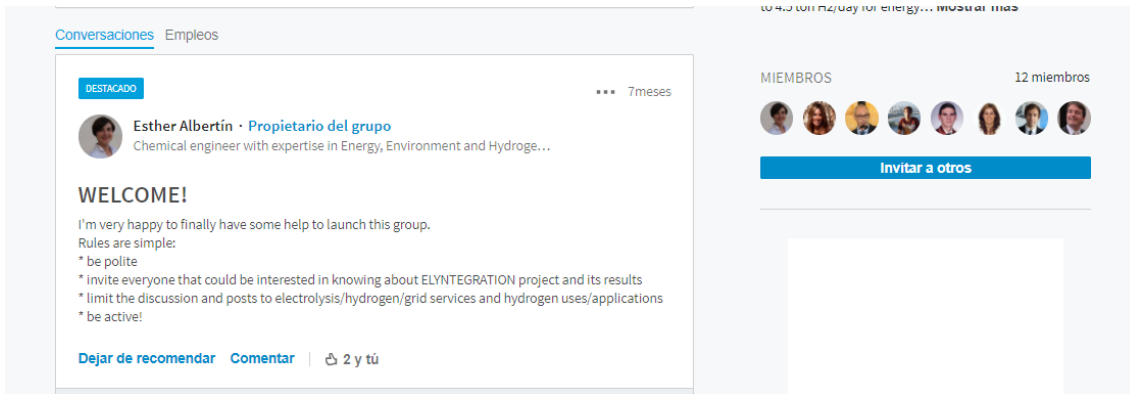 to 4.5 ton H2/day for energy… Mostrar más
Conversaciones Empleos
DESTACADO
7meses
Esther Albertín · Propietario del grupo
Chemical engineer with expertise in Energy, Environment and Hydroge…
WELCOME!
I'm very happy to finally have some help to launch this group.
Rules are simple:
* be polite
* invite everyone that could be interested in knowing about ELYNTEGRATION project and its results
* limit the discussion and posts to electrolysis/hydrogen/grid services and hydrogen uses/applications
* be active!
Dejar de recomendar Comentar 2 y tú
MIEMBROS 12 miembros
Invitar a otros